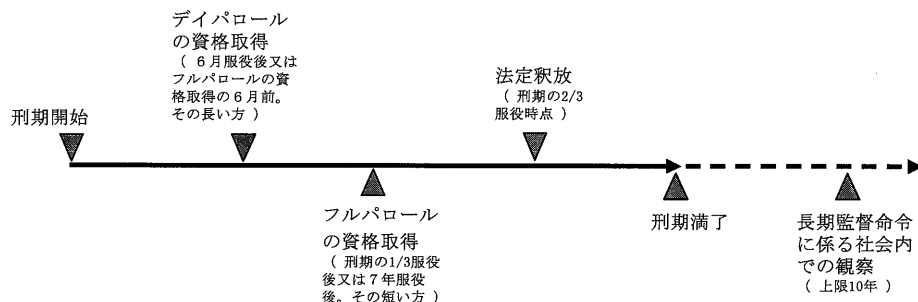 デイパロール
の資格取得
( 6月服役後又は
フルパロールの資
格取得の6月前。
その長い方 )
法定釈放
( 刑期の2/3
服役時点 )
刑期開始
フルパロール
の資格取得
( 刑期の1/3服役
後又は7年服役
後。その短い方 )
刑期満了
長期監督命令
に係る社会内
での観察
( 上限10年 )